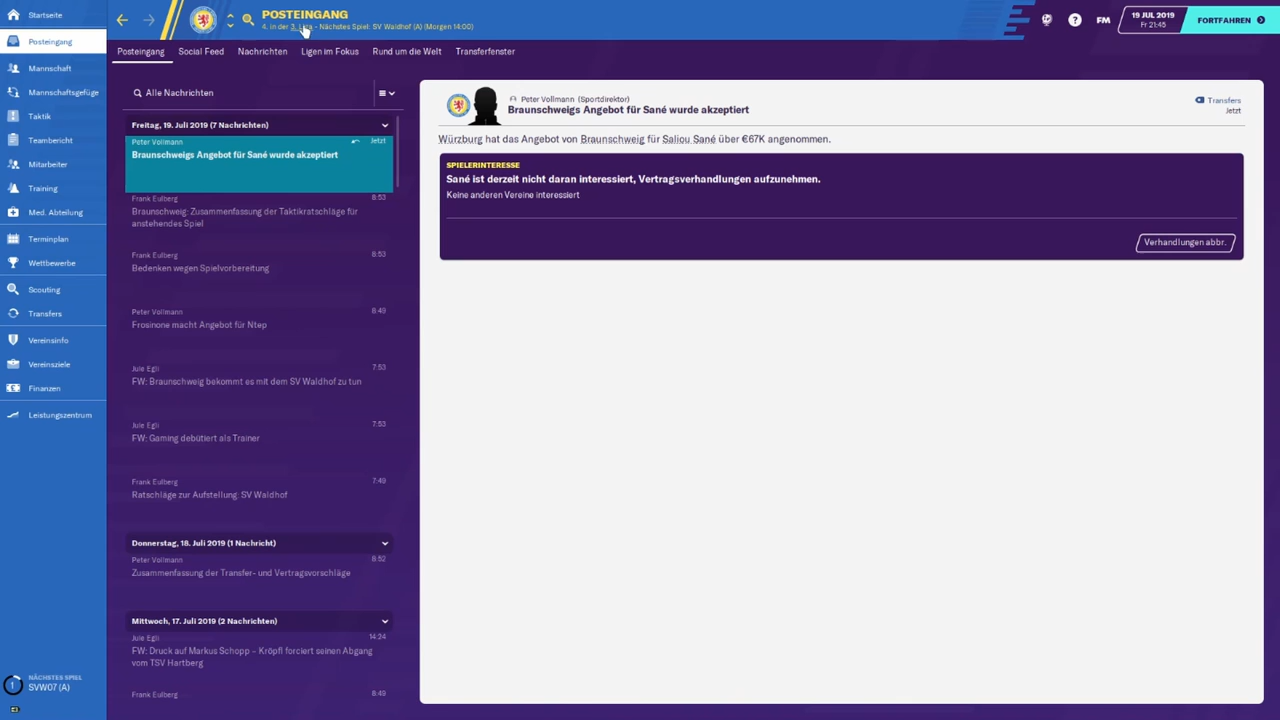 Startseite
Posteingang
Mannschaft
Mannschaftsgefüge
Taktik
Teambericht
Mitarbeiter
Training
Med. Abteilung
Terminplan
Wettbewerbe
Scouting
Transfers
Vereinsinfo
Vereinsziele
Finanzen
Leistungszentrum
NÄCHSTES SPIEL
SVW07 (A)
POSTEINGANG
4. in der 3. Liga - Nächstes Spiel: SV Waldhof (A) (Morgen 14:00)
FM
19 JUL 2019
Fr 21:45
FORTFAHREN
Posteingang Social Feed Nachrichten Ligen im Fokus Rund um die Welt Transferfenster
Alle Nachrichten
Freitag, 19. Juli 2019 (7 Nachrichten)
Peter Vollmann Jetzt
Braunschweigs Angebot für Sané wurde akzeptiert
Frank Eulberg 8:53
Braunschweig: Zusammenfassung der Taktikratschläge für
anstehendes Spiel
Frank Eulberg 8:53
Bedenken wegen Spielvorbereitung
Peter Vollmann 8:49
Frosinone macht Angebot für Ntep
Jule Egli 7:53
FW: Braunschweig bekommt es mit dem SV Waldhof zu tun
Jule Egli 7:53
FW: Gaming debütiert als Trainer
Frank Eulberg 7:49
Ratschläge zur Aufstellung: SV Waldhof
Donnerstag, 18. Juli 2019 (1 Nachricht)
Peter Vollmann 8:52
Zusammenfassung der Transfer- und Vertragsvorschläge
Mittwoch, 17. Juli 2019 (2 Nachrichten)
Jule Egli 14:24
FW: Druck auf Markus Schopp – Kröpfl forciert seinen Abgang
vom TSV Hartberg
Frank Eulberg 8:49
Peter Vollmann (Sportdirektor)
Braunschweigs Angebot für Sané wurde akzeptiert
Transfers
Jetzt
Würzburg hat das Angebot von Braunschweig für Saliou Sané über €67K angenommen.
SPIELERINTERESSE
Sané ist derzeit nicht daran interessiert, Vertragsverhandlungen aufzunehmen.
Keine anderen Vereine interessiert
Verhandlungen abbr.